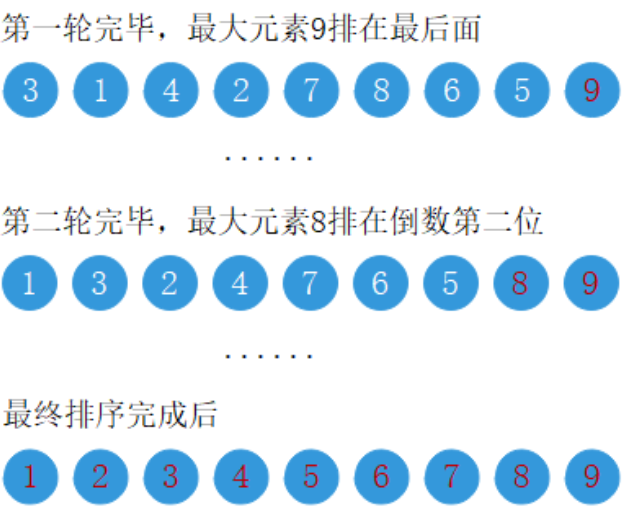 第一轮完毕，最大元素9排在最后面
3 1 4 2 7 8 6 5 9
......
第二轮完毕，最大元素8排在倒数第二位
1 3 2 4 7 6 5 8 9
......
最终排序完成后
1 2 3 4 5 6 7 8 9